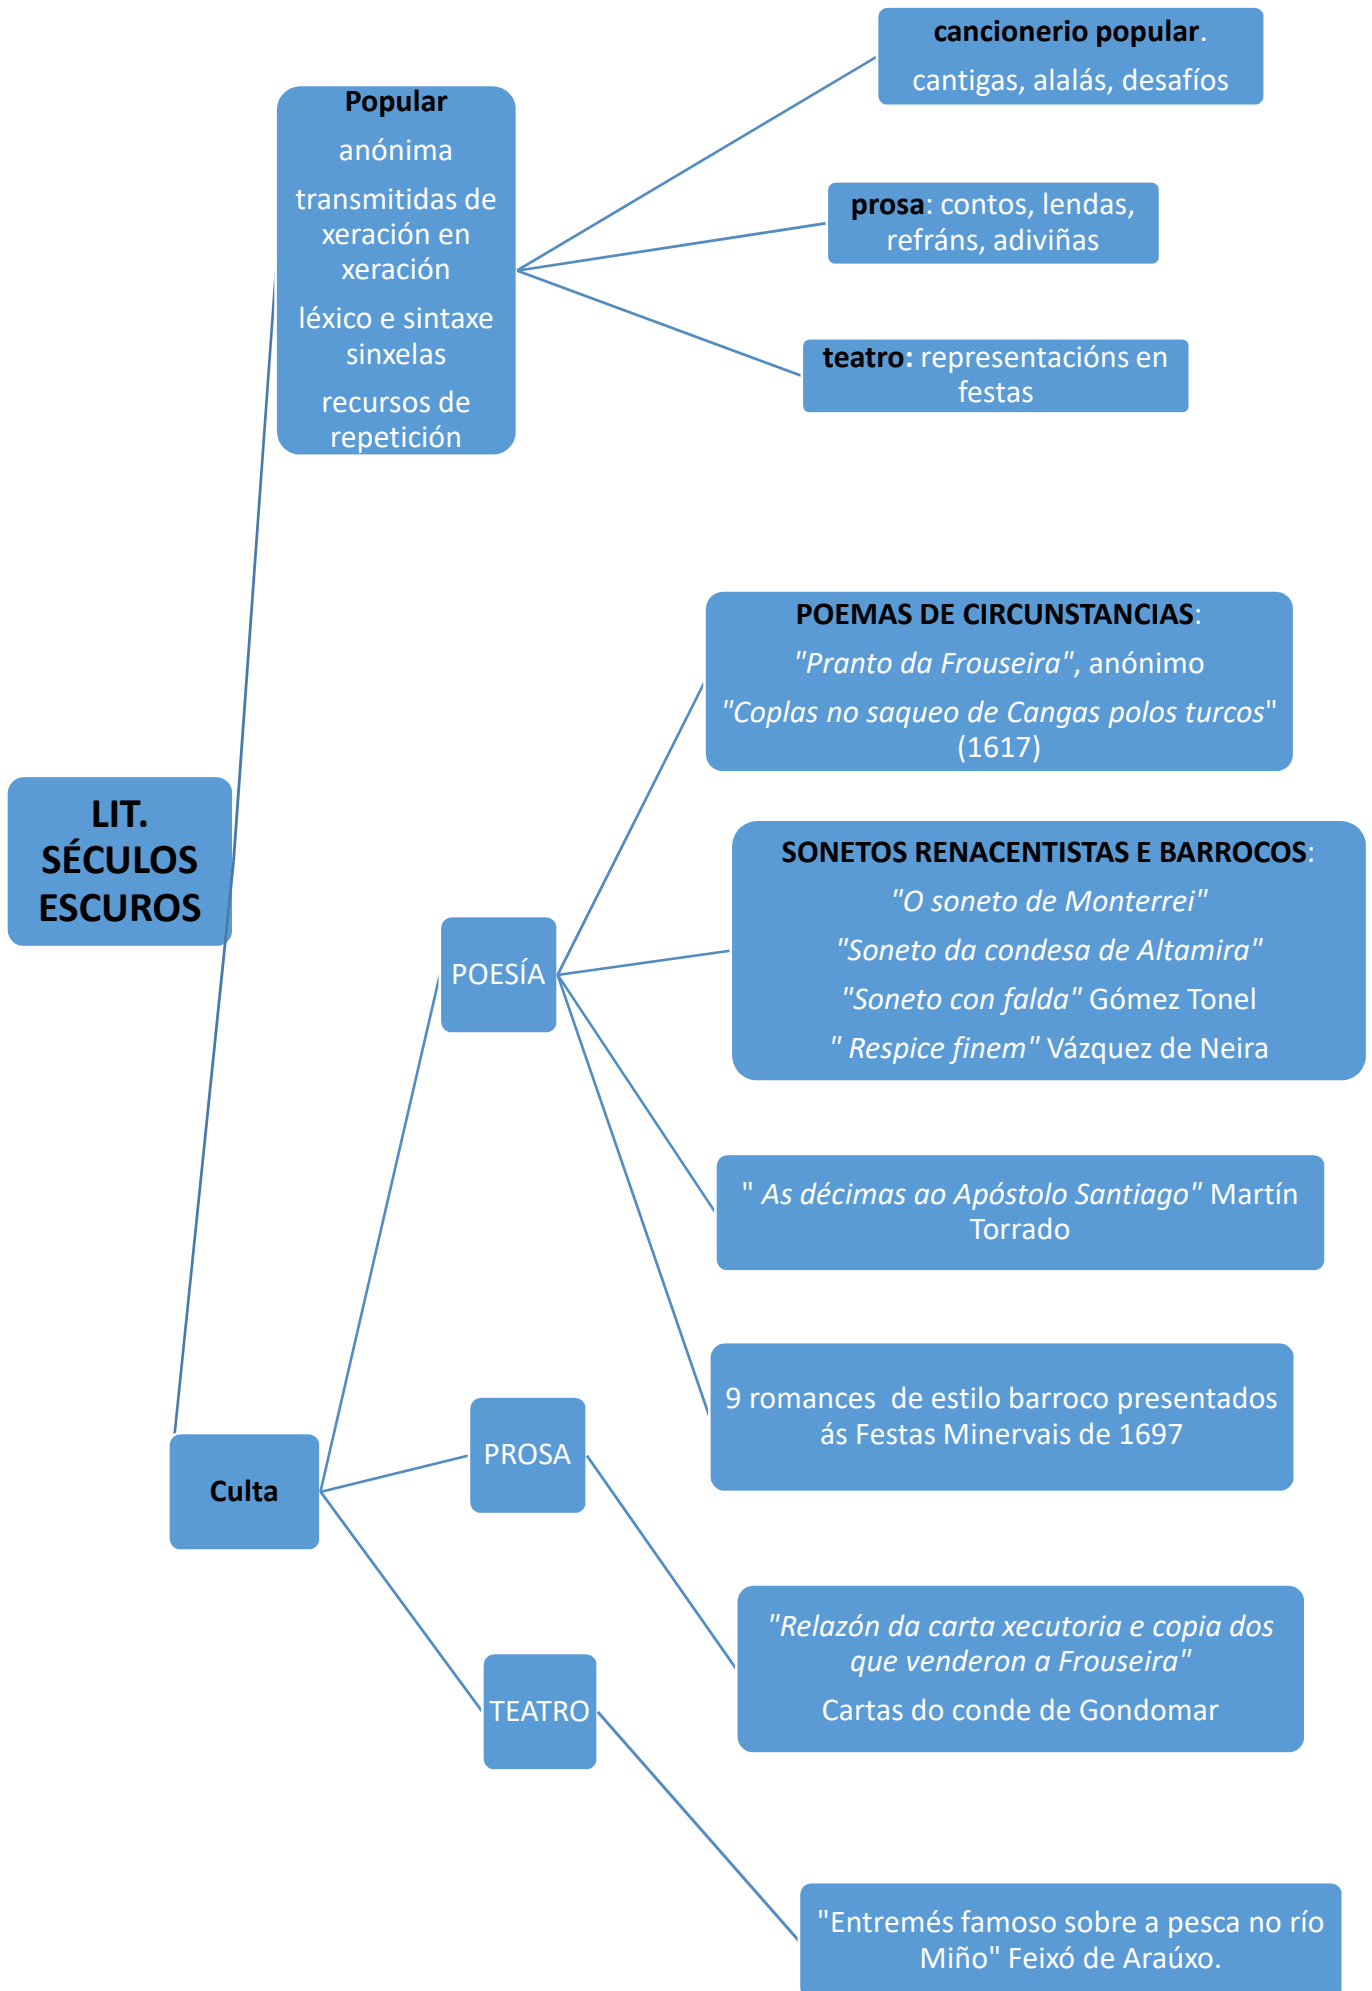 cancionerio popular.
cantigas, alalás, desafíos
Popular
anónima
transmitidas de
xeración en
xeración
léxico e sintaxe
sinxelas
recursos de
repetición
prosa: contos, lendas,
refráns, adiviñas
teatro: representacións en
festas
LIT.
SÉCULOS
ESCUROS
POEMAS DE CIRCUNSTANCIAS:
"Pranto da Frouseira", anónimo
"Coplas no saqueo de Cangas polos turcos"
(1617)
POESÍA
SONETOS RENACENTISTAS E BARROCOS:
"O soneto de Monterrei"
"Soneto da condesa de Altamira"
"Soneto con falda" Gómez Tonel
" Respice finem" Vázquez de Neira
" As décimas ao Apóstolo Santiago" Martín
Torrado
9 romances  de estilo barroco presentados
ás Festas Minervais de 1697
Culta
PROSA
"Relazón da carta xecutoria e copia dos
que venderon a Frouseira"
Cartas do conde de Gondomar
TEATRO
"Entremés famoso sobre a pesca no río
Miño" Feixó de Araúxo.